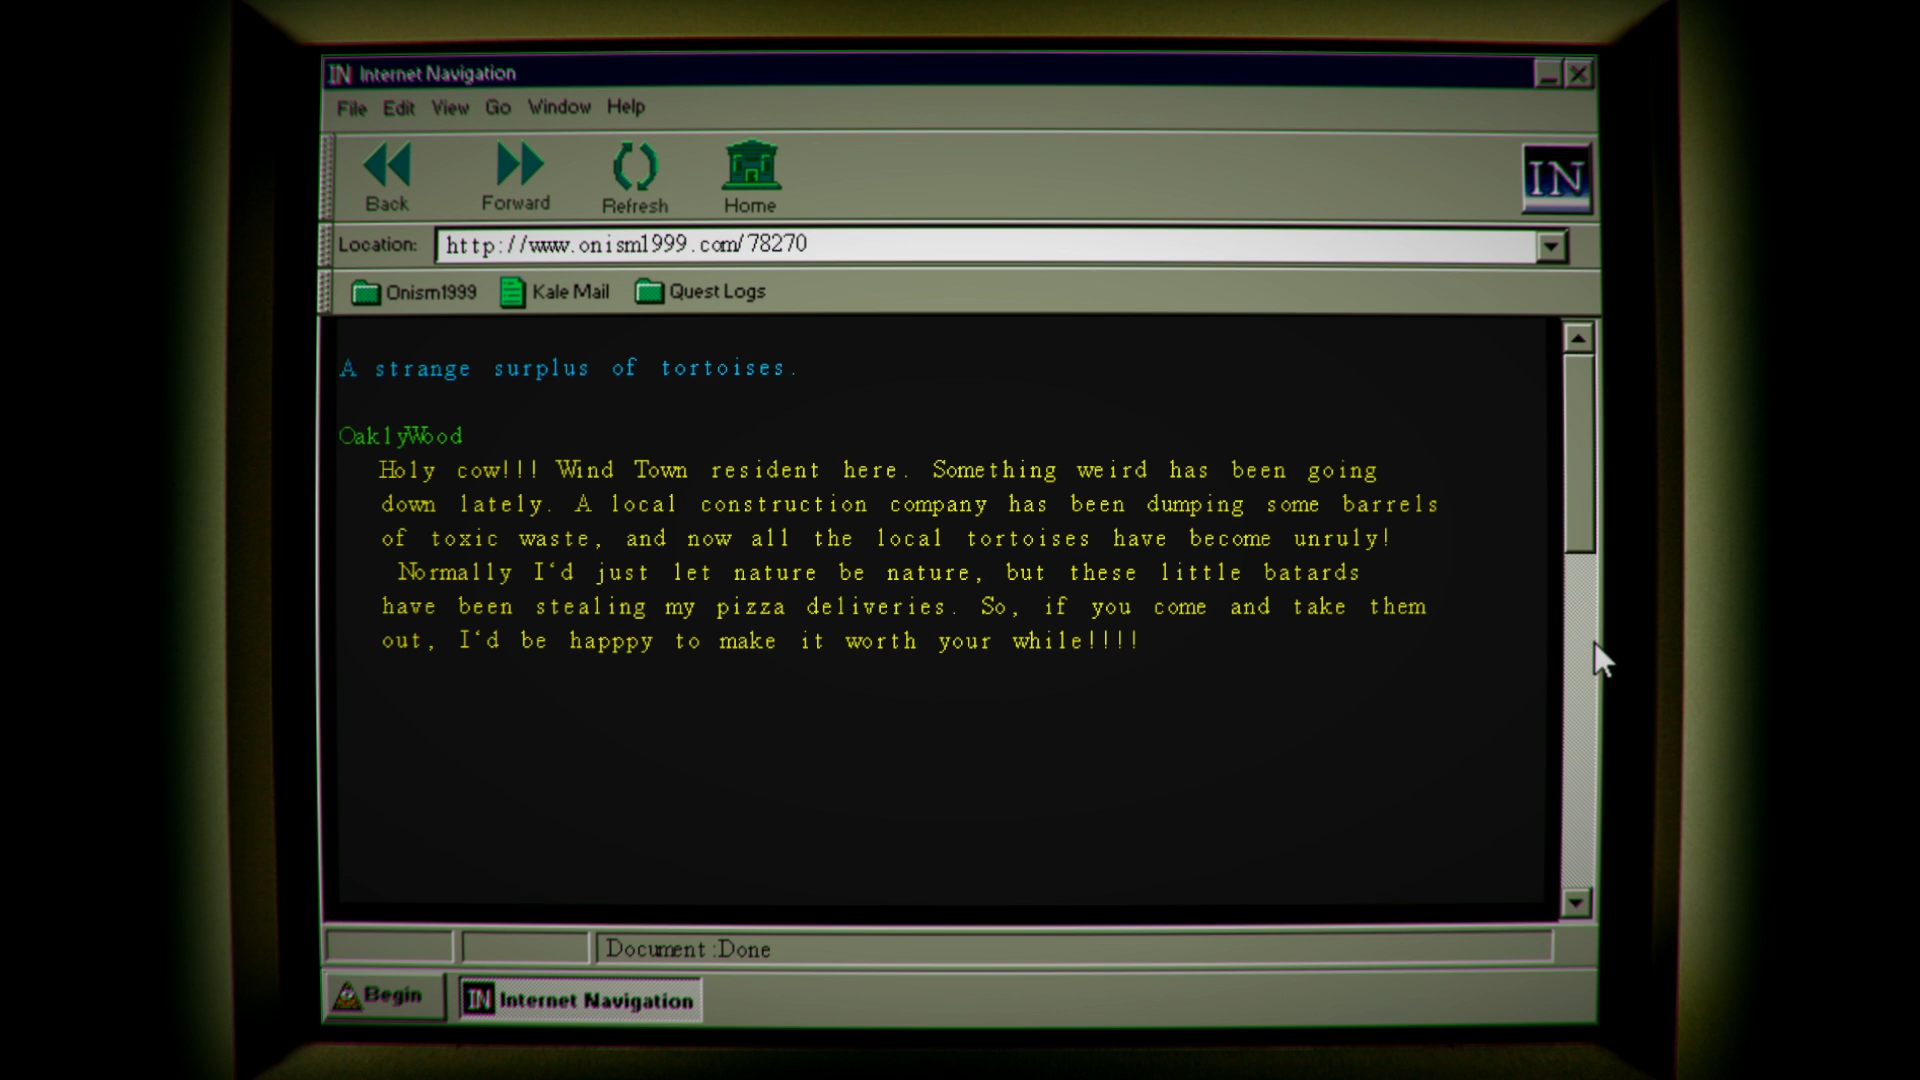 IN Internet Navigation
File Edit View Go Window Help
Back Forward Refresh Home
IN
Location: http://www.onism1999.com/78270
Onism1999 Kale Mail Quest Logs
A strange surplus of tortoises.
OaklyWood
Holy cow!!! Wind Town resident here. Something weird has been going
down lately. A local construction company has been dumping some barrels
of toxic waste, and now all the local tortoises have become unruly!
Normally I'd just let nature be nature, but these little batards
have been stealing my pizza deliveries. So, if you come and take them
out, I'd be happpy to make it worth your while!!!!
Document :Done
Begin IN Internet Navigation